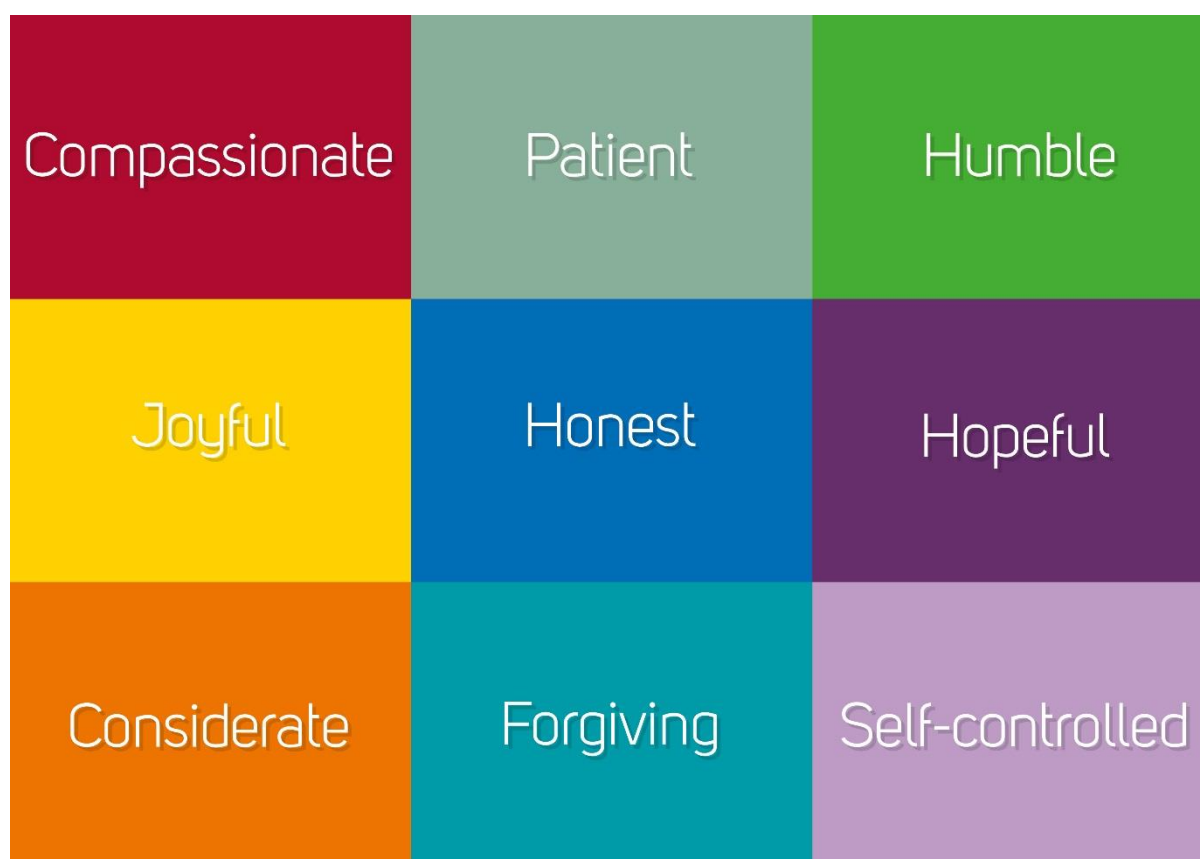 Compassionate
Patient
Humble
Joyful
Honest
Hopeful
Considerate
Forgiving
Self-controlled